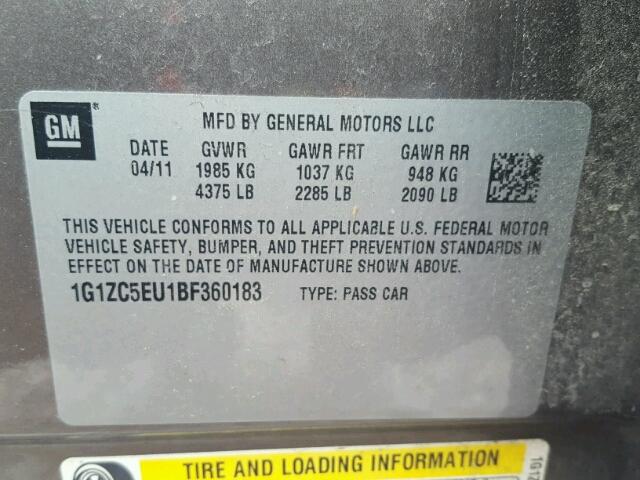 GM ®
MFD BY GENERAL MOTORS LLC
DATE GVWR GAWR FRT GAWR RR
04/11 1985 KG 1037 KG 948 KG
4375 LB 2285 LB 2090 LB
THIS VEHICLE CONFORMS TO ALL APPLICABLE U.S. FEDERAL MOTOR
VEHICLE SAFETY, BUMPER, AND THEFT PREVENTION STANDARDS IN
EFFECT ON THE DATE OF MANUFACTURE SHOWN ABOVE.
1G1ZC5EU1BF360183 TYPE: PASS CAR
TIRE AND LOADING INFORMATION